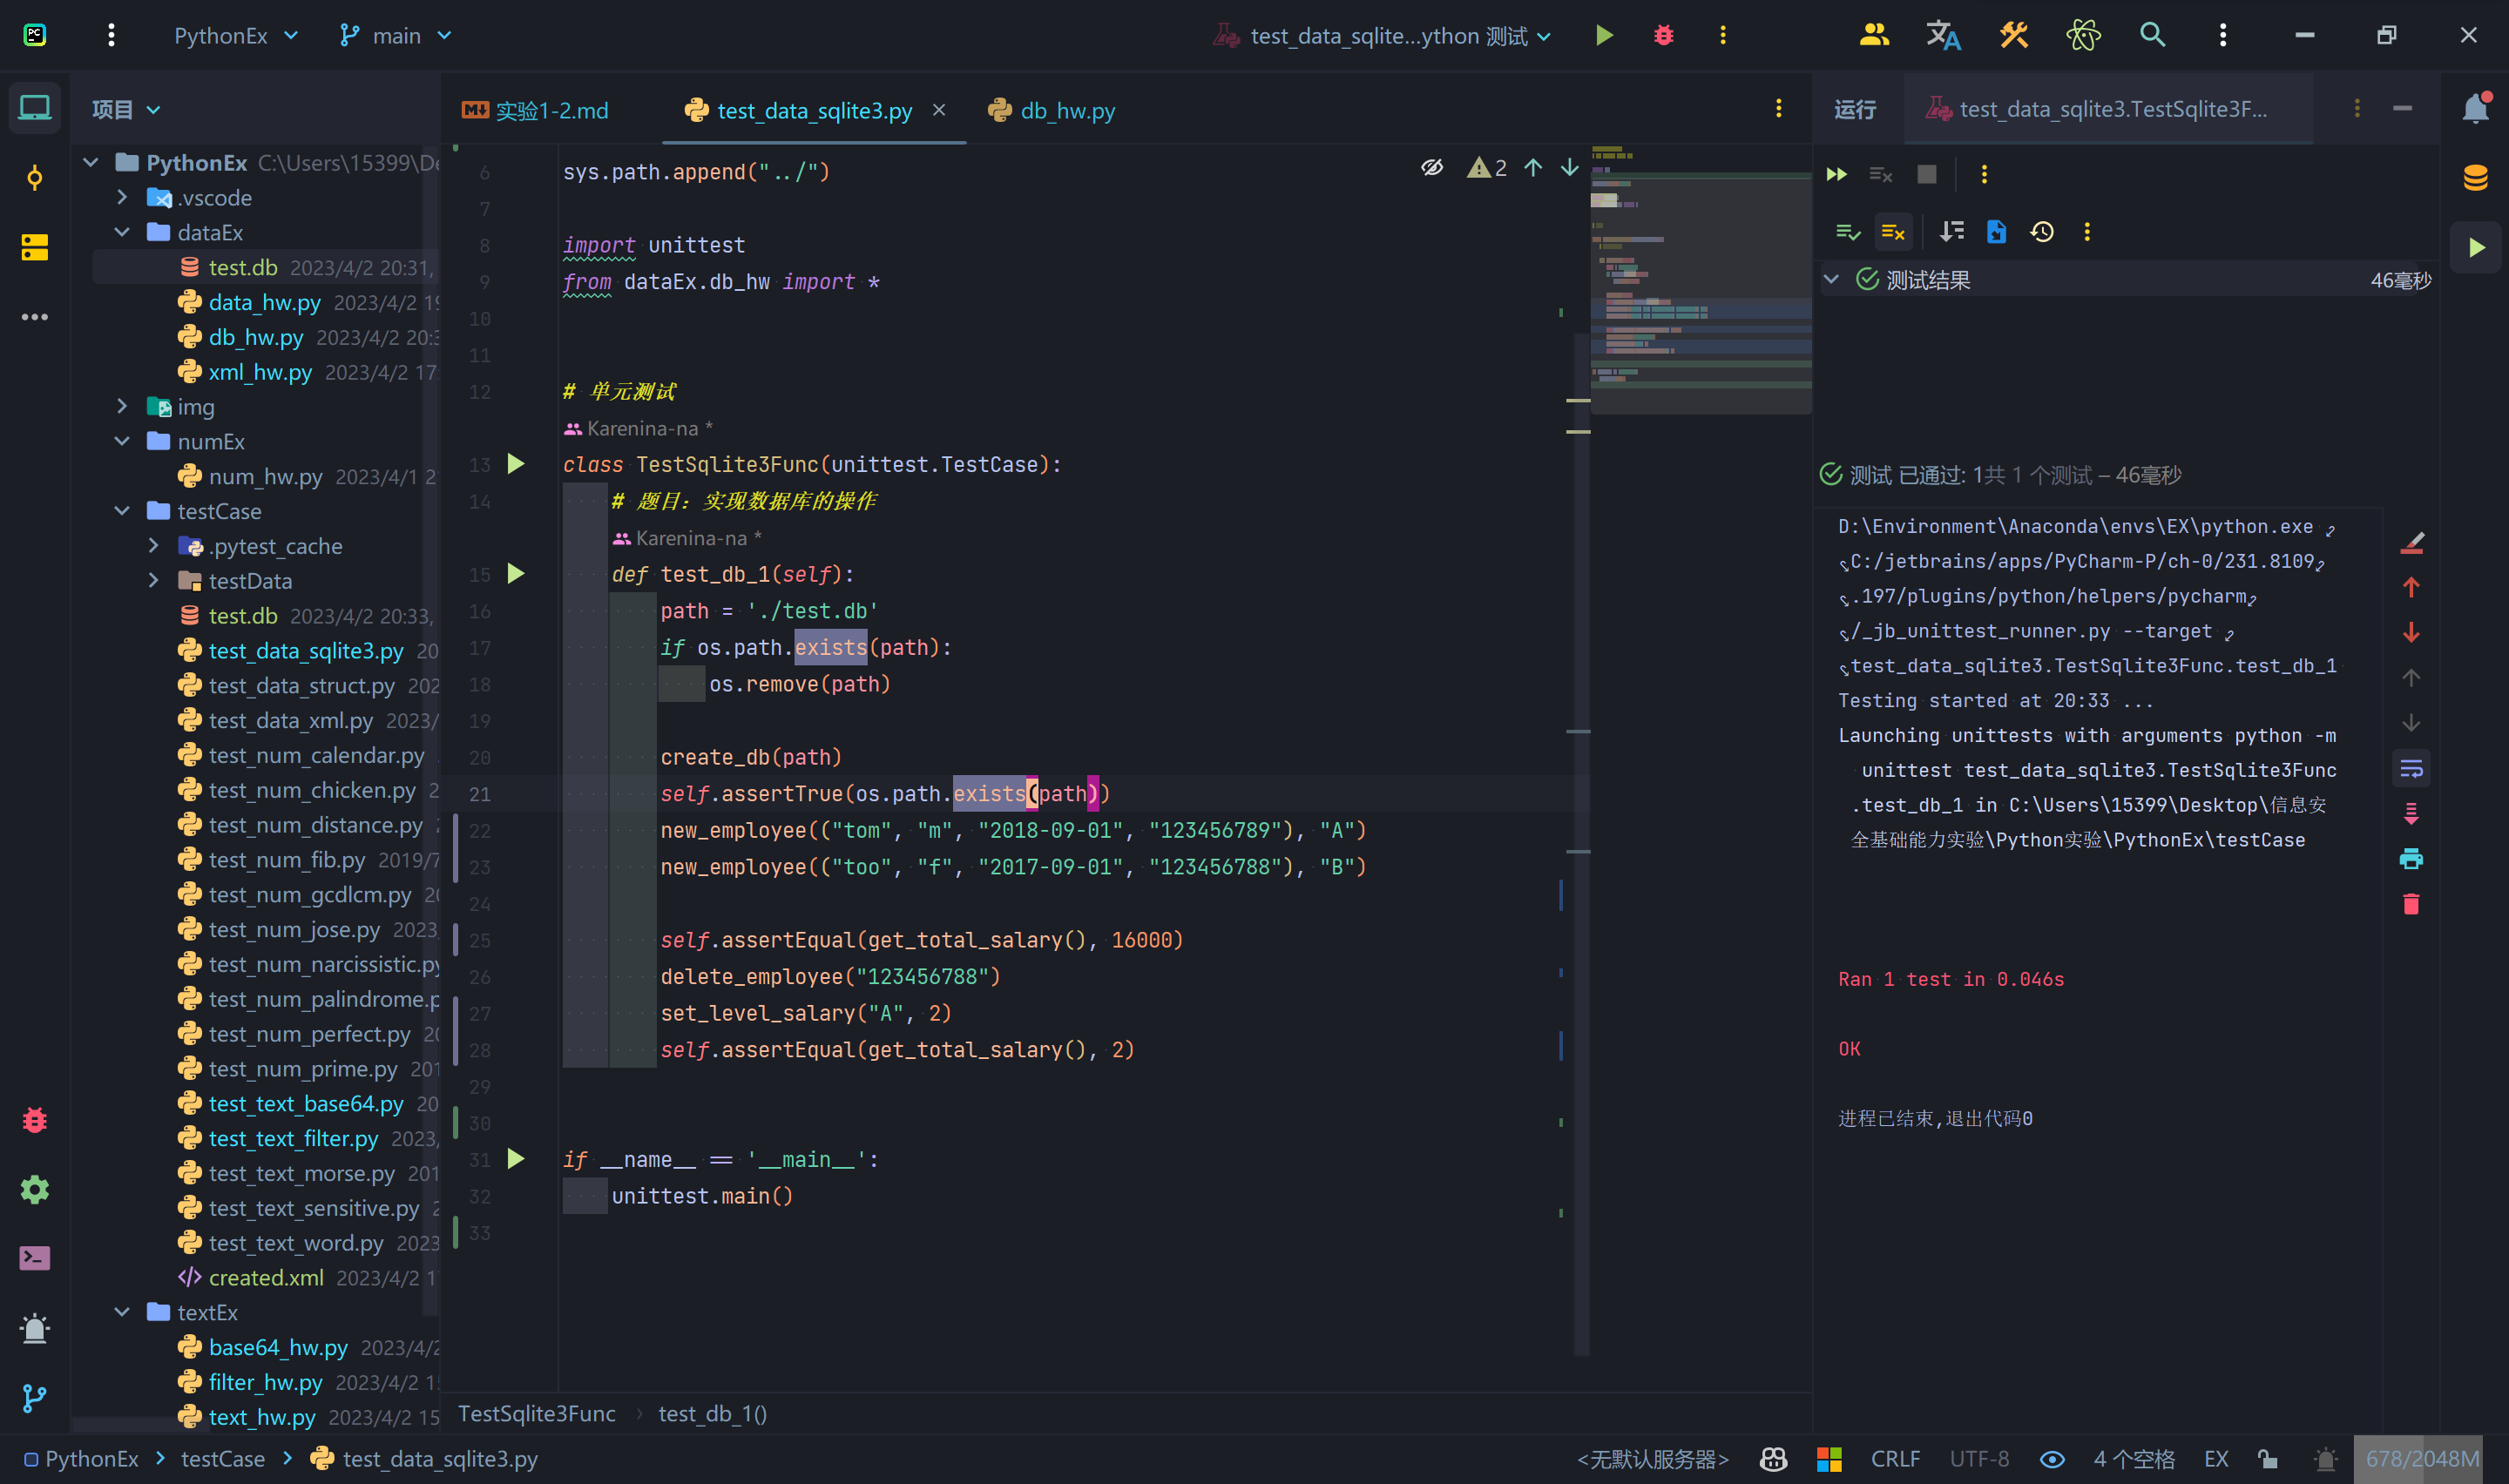 PythonEx
main
test_data_sqlite...ython 测试
项目
PythonEx C:\Users\15399\De
.vscode
dataEx
test.db 2023/4/2 20:31,
data_hw.py 2023/4/2 19
db_hw.py 2023/4/2 20:3
xml_hw.py 2023/4/2 17:
img
numEx
num_hw.py 2023/4/1 2
testCase
.pytest_cache
testData
test.db 2023/4/2 20:33,
test_data_sqlite3.py 20
test_data_struct.py 202
test_data_xml.py 2023/
test_num_calendar.py
test_num_chicken.py 2
test_num_distance.py
test_num_fib.py 2019/7
test_num_gcdlcm.py 20
test_num_jose.py 2023
test_num_narcissistic.py
test_num_palindrome.p
test_num_perfect.py 20
test_num_prime.py 201
test_text_base64.py 20
test_text_filter.py 2023/
test_text_morse.py 201
test_text_sensitive.py 2
test_text_word.py 2023
created.xml 2023/4/2 1
textEx
base64_hw.py 2023/4/2
filter_hw.py 2023/4/2 15
text_hw.py 2023/4/2 15
实验1-2.md
test_data_sqlite3.py
db_hw.py
2
6 sys.path.append("../")
7
8 import unittest
9 from dataEx.db_hw import *
10
11
12 # 单元测试
Karenina-na *
13 class TestSqlite3Func(unittest.TestCase):
14 # 题目: 实现数据库的操作
Karenina-na *
15 def test_db_1(self):
16 path = './test.db'
17 if os.path.exists(path):
18 os.remove(path)
19
20 create_db(path)
21 self.assertTrue(os.path.exists(path))
22 new_employee(("tom", "m", "2018-09-01", "123456789"), "A")
23 new_employee(("too", "f", "2017-09-01", "123456788"), "B")
24
25 self.assertEqual(get_total_salary(), 16000)
26 delete_employee("123456788")
27 set_level_salary("A", 2)
28 self.assertEqual(get_total_salary(), 2)
29
30
31 if __name__ == '__main__':
32 unittest.main()
33
TestSqlite3Func
test_db_1()
运行
test_data_sqlite3.TestSqlite3F...
测试结果 46毫秒
测试 已通过: 1共 1 个测试 – 46毫秒
D:\Environment\Anaconda\envs\EX\python.exe
C:/jetbrains/apps/PyCharm-P/ch-0/231.8109
.197/plugins/python/helpers/pycharm
/_jb_unittest_runner.py --target
test_data_sqlite3.TestSqlite3Func.test_db_1
Testing started at 20:33 ...
Launching unittests with arguments python -m
unittest test_data_sqlite3.TestSqlite3Func
.test_db_1 in C:\Users\15399\Desktop\信息安
全基础能力实验\Python实验\PythonEx\testCase
Ran 1 test in 0.046s
OK
进程已结束,退出代码0
PythonEx
testCase
test_data_sqlite3.py
<无默认服务器>
CRLF
UTF-8
4 个空格
EX
678/2048M